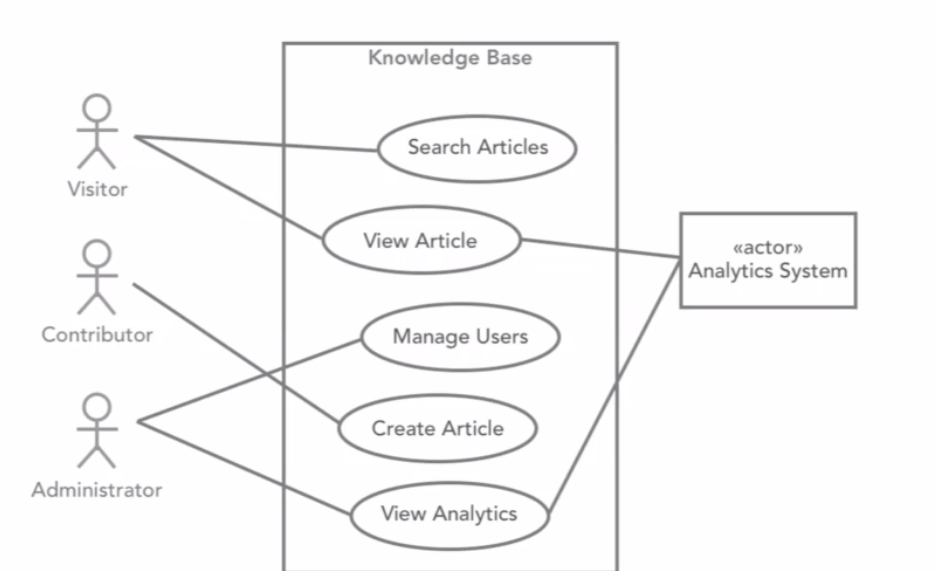 Knowledge Base
Search Articles
Visitor
View Article
«actor»
Analytics System
Contributor
Manage Users
Create Article
Administrator
View Analytics